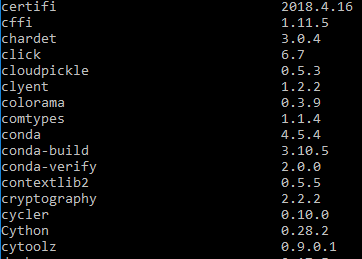 certifi 2018.4.16
cffi 1.11.5
chardet 3.0.4
click 6.7
cloudpickle 0.5.3
clyent 1.2.2
colorama 0.3.9
comtypes 1.1.4
conda 4.5.4
conda-build 3.10.5
conda-verify 2.0.0
contextlib2 0.5.5
cryptography 2.2.2
cycler 0.10.0
Cython 0.28.2
cytoolz 0.9.0.1